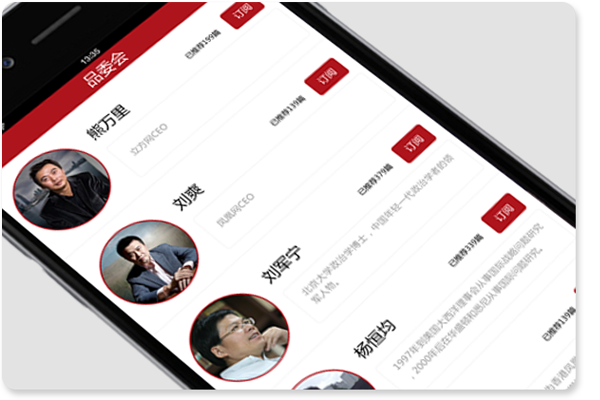 13:35
品委会
已推荐199篇
订阅
熊万里
立方网CEO
已推荐139篇
订阅
刘爽
凤凰网CEO
已推荐379篇
订阅
刘军宁
北京大学政治学博士，中国年轻一代政治学者的领
军人物。
已推荐339篇
订阅
杨恒均
1997年到美国大西洋理事会从事国际战略问题研究
，2000年后在华盛顿和悉尼从事国际问题研究。
已推荐139篇